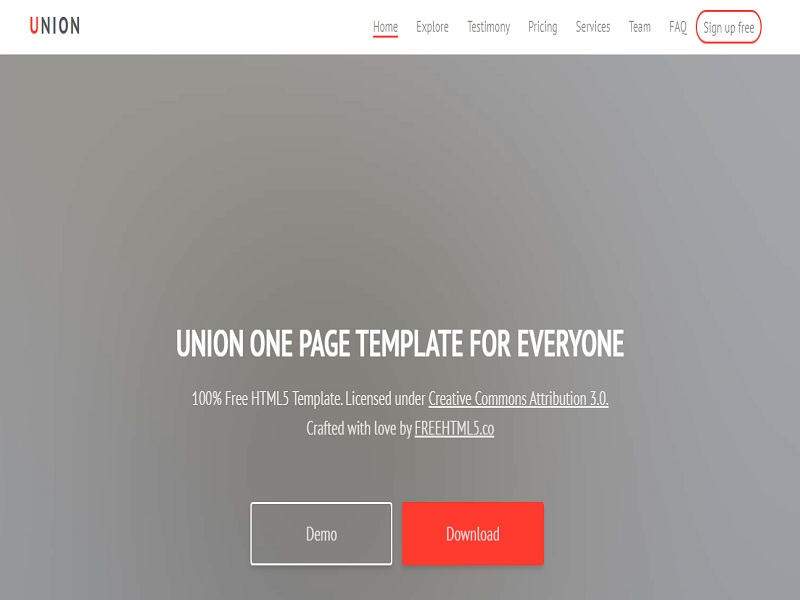 UNION
Home Explore Testimony Pricing Services Team FAQ Sign up free
UNION ONE PAGE TEMPLATE FOR EVERYONE
100% Free HTML5 Template. Licensed under Creative Commons Attribution 3.0.
Crafted with love by FREEHTML5.co
Demo Download